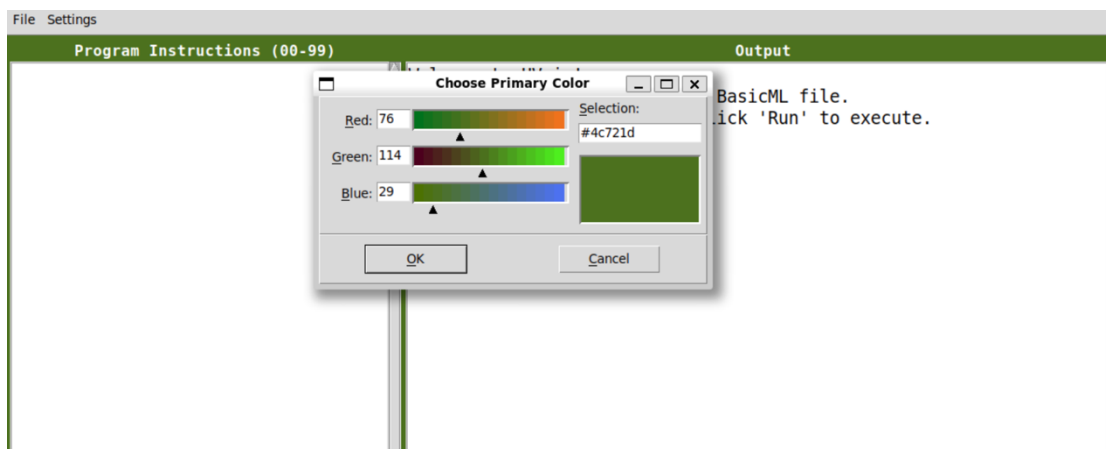 File Settings
Program Instructions (00-99)
Output
Choose Primary Color
Red: 76
Green: 114
Blue: 29
Selection:
#4c721d
OK
Cancel
BasicML file.
'Run' to execute.